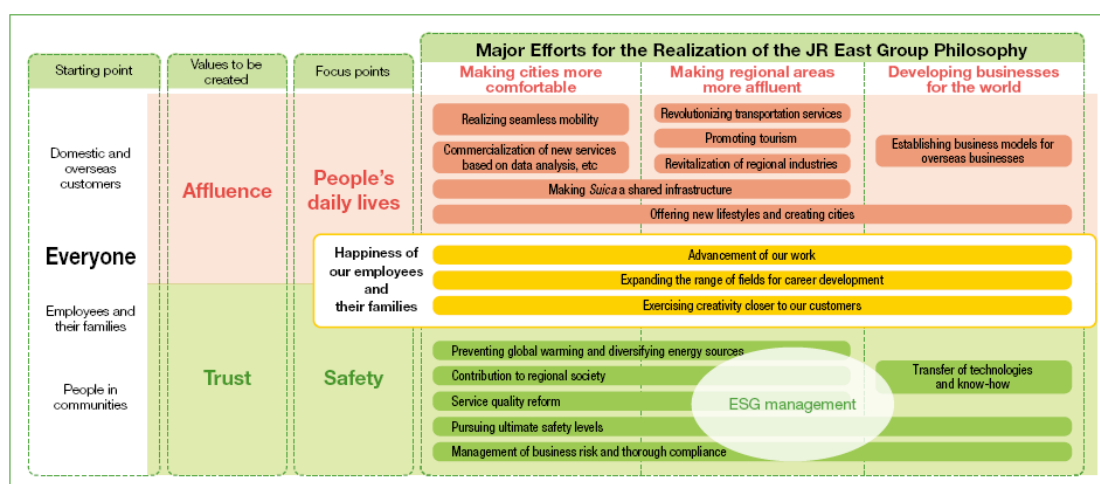 Major Efforts for the Realization of the JR East Group Philosophy
Starting point
Values to be
created
Focus points
Making cities more
comfortable
Making regional areas
more affluent
Developing businesses
for the world
Domestic and
overseas
customers
Everyone
Employees and
their families
People in
communities
Affluence
Trust
People's
daily lives
Happiness of
our employees
and
their families
Safety
Realizing seamless mobility
Commercialization of new services
based on data analysis, etc
Revolutionizing transportation services
Promoting tourism
Revitalization of regional industries
Establishing business models for
overseas businesses
Making Suica a shared infrastructure
Offering new lifestyles and creating cities
Advancement of our work
Expanding the range of fields for career development
Exercising creativity closer to our customers
Preventing global warming and diversifying energy sources
Contribution to regional society
Service quality reform
Pursuing ultimate safety levels
Management of business risk and thorough compliance
ESG management
Transfer of technologies
and know-how